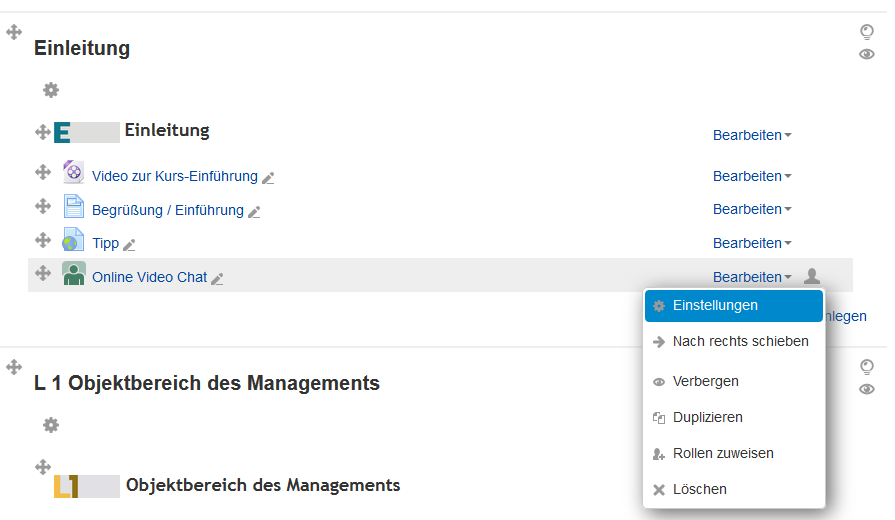 Einleitung
E Einleitung
Bearbeiten
Video zur Kurs-Einführung
Bearbeiten
Begrüßung / Einführung
Bearbeiten
Tipp
Bearbeiten
Online Video Chat
Bearbeiten
Einstellungen
nlegen
Nach rechts schieben
L 1 Objektbereich des Managements
Verbergen
Duplizieren
Rollen zuweisen
L1 Objektbereich des Managements
Löschen